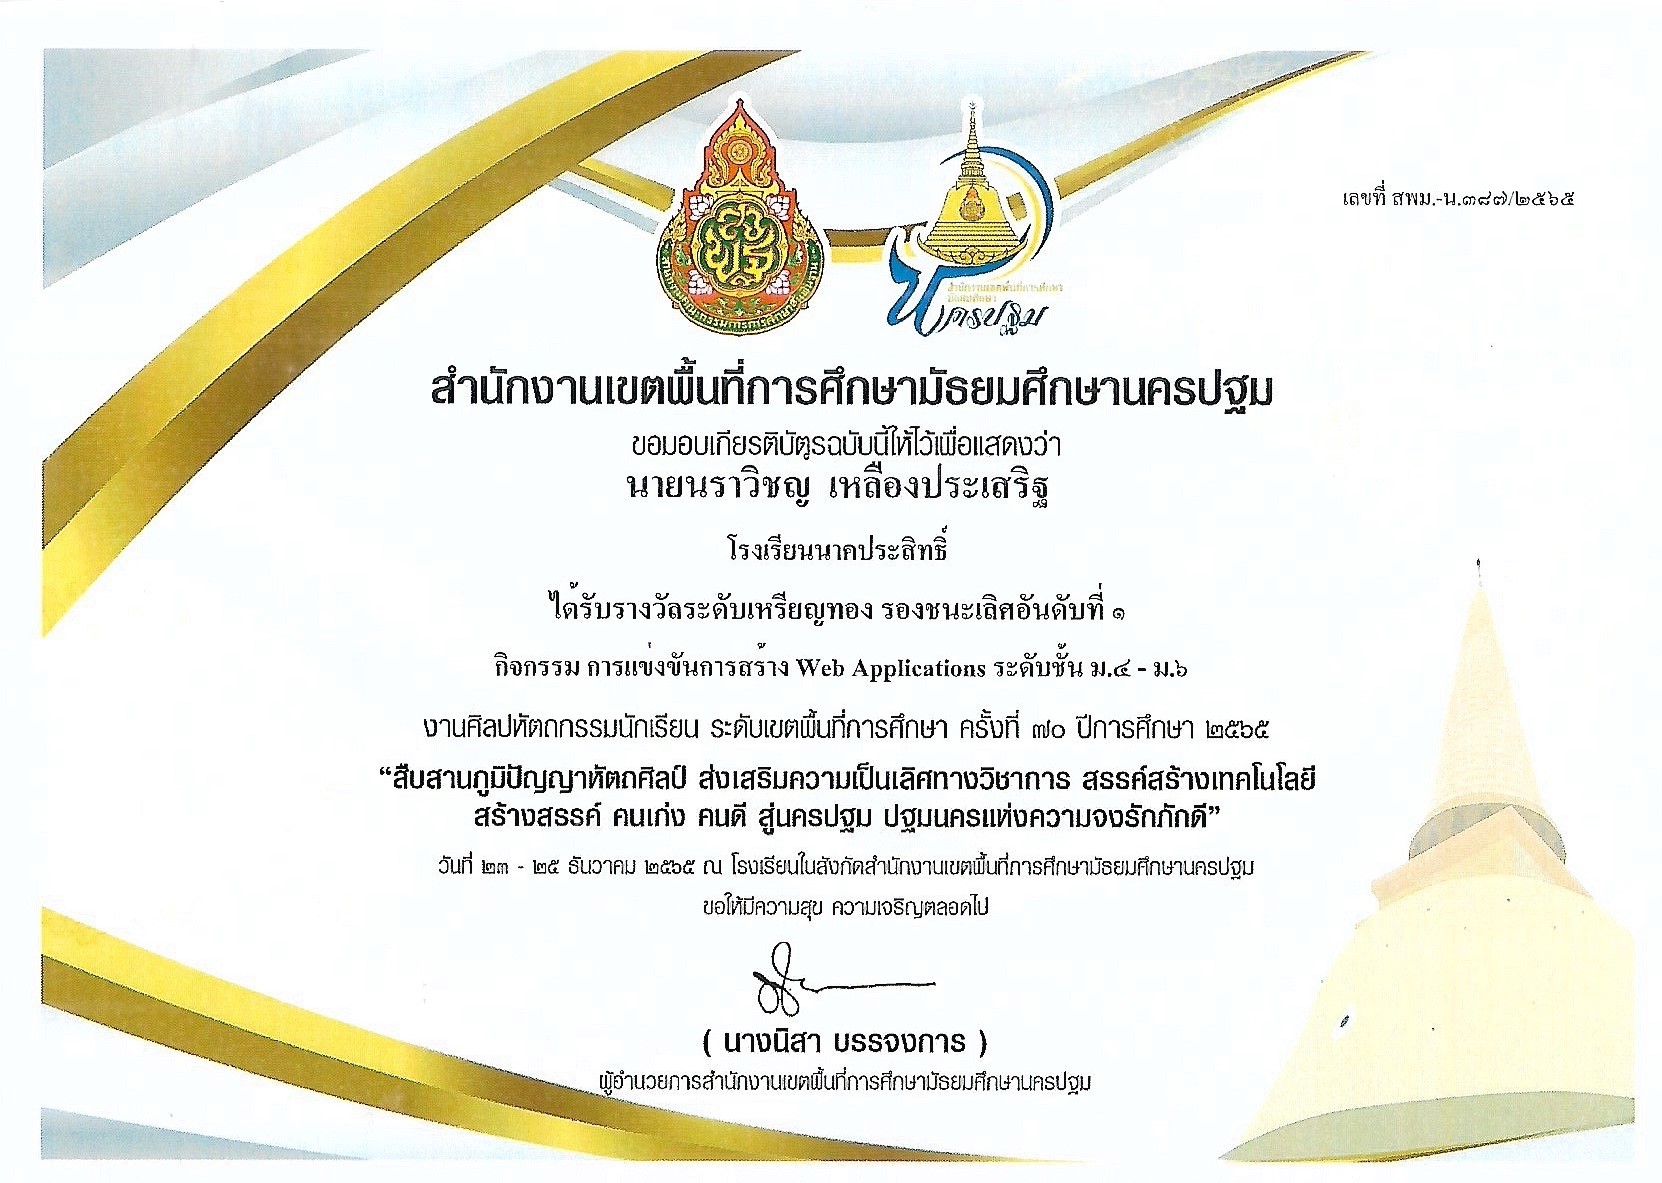 เลขที่ สพม.-น.๓๘๗/๒๕๖๕
สำนักงานเขตพื้นที่การศึกษา
มัธยมศึกษา
นครปฐม
สำนักงานเขตพื้นที่การศึกษามัธยมศึกษานครปฐม
ขอมอบเกียรติบัตรฉบับนี้ให้ไว้เพื่อแสดงว่า
นายนราวิชญ เหลืองประเสริฐ
โรงเรียนนาคประสิทธิ์
ได้รับรางวัลระดับเหรียญทอง รองชนะเลิศอันดับที่ ๑
กิจกรรม การแข่งขันการสร้าง Web Applications ระดับชั้น ม.๔ - ม.๖
งานศิลปหัตถกรรมนักเรียน ระดับเขตพื้นที่การศึกษา ครั้งที่ ๗๐ ปีการศึกษา ๒๕๖๕
“สืบสานภูมิปัญญาหัตถศิลป์ ส่งเสริมความเป็นเลิศทางวิชาการ สรรค์สร้างเทคโนโลยี
สร้างสรรค์ คนเก่ง คนดี สู่นครปฐม ปฐมนครแห่งความจงรักภักดี”
วันที่ ๒๓ - ๒๕ ธันวาคม ๒๕๖๕ ณ โรงเรียนในสังกัดสำนักงานเขตพื้นที่การศึกษามัธยมศึกษานครปฐม
ขอให้มีความสุข ความเจริญตลอดไป
( นางนิสา บรรจงการ )
ผู้อำนวยการสำนักงานเขตพื้นที่การศึกษามัธยมศึกษานครปฐม